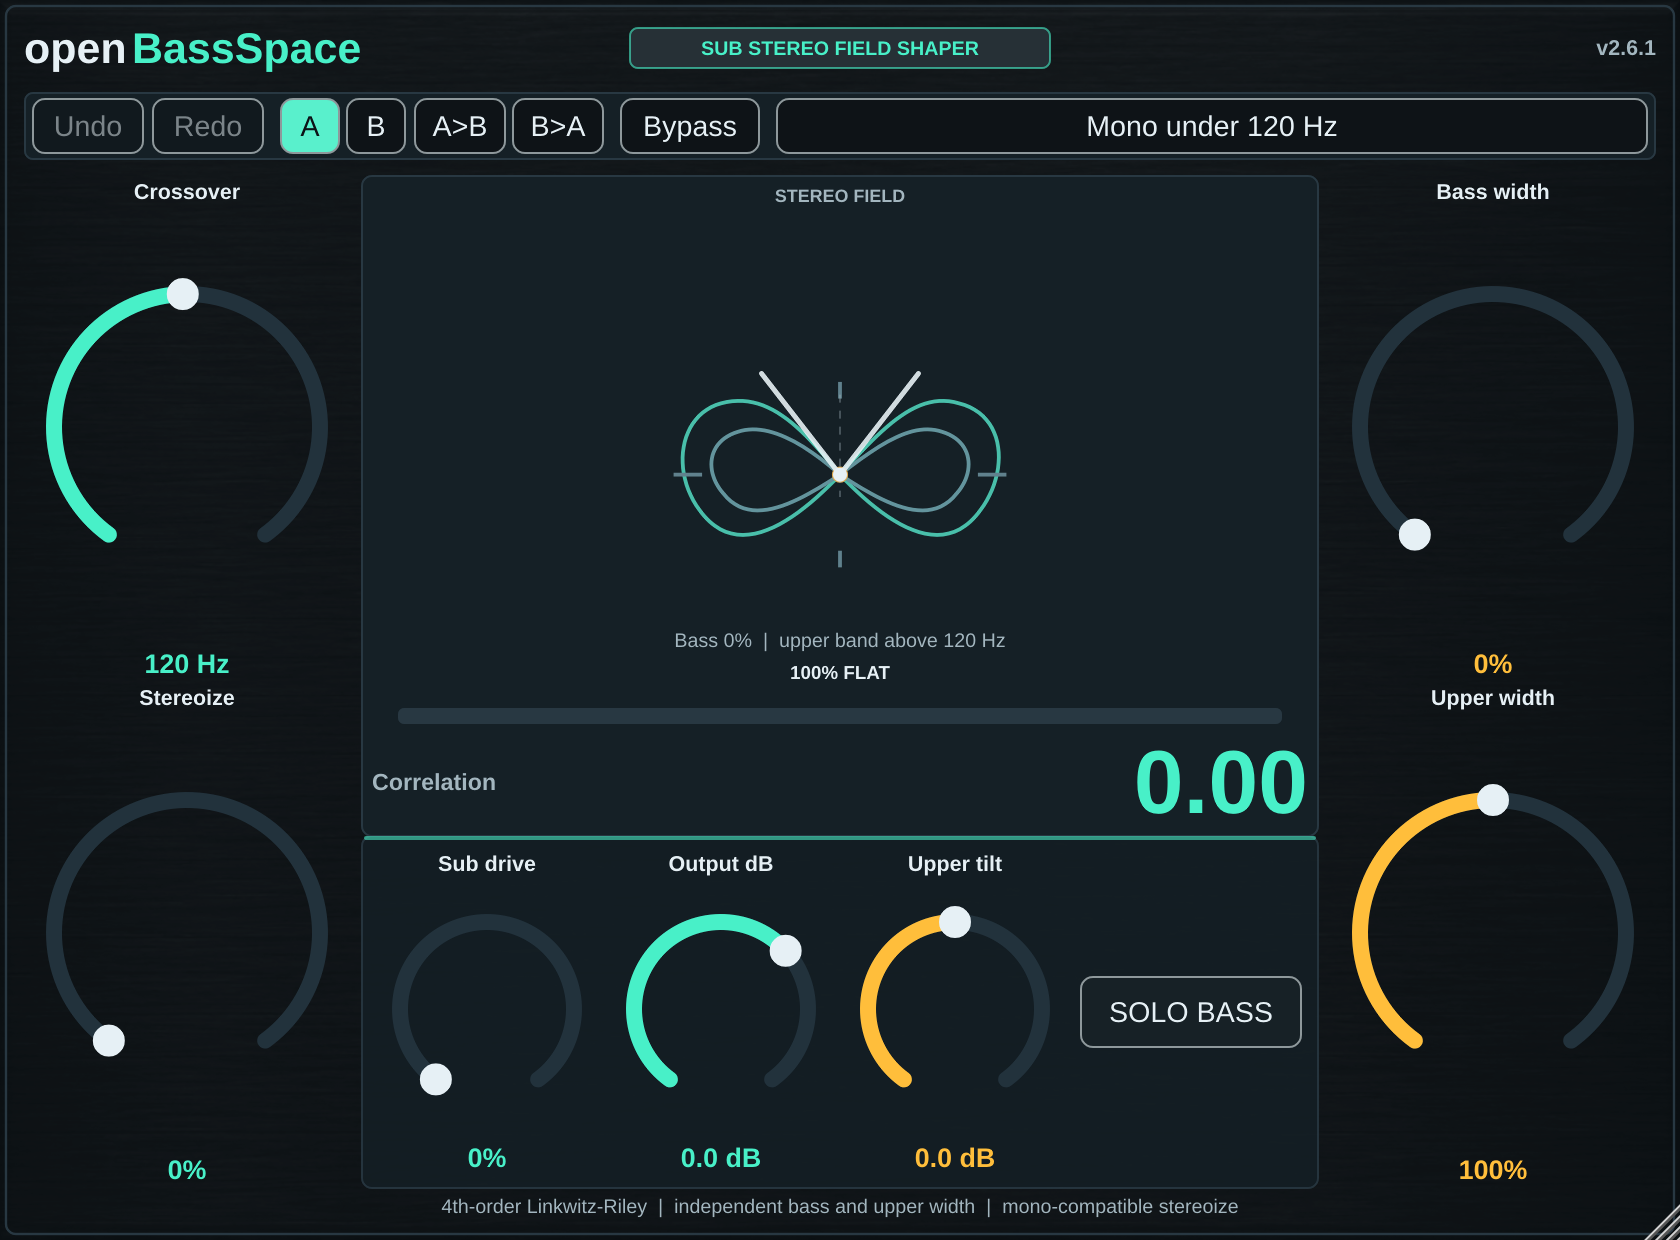 openBassSpace
SUB STEREO FIELD SHAPER
v2.6.1
Undo
Redo
A
B
A>B
B>A
Bypass
Mono under 120 Hz
Crossover
STEREO FIELD
Bass width
Bass 0% | upper band above 120 Hz
100% FLAT
120 Hz
Stereoize
0%
Upper width
Correlation
0.00
Sub drive
Output dB
Upper tilt
SOLO BASS
0%
0.0 dB
0.0 dB
0%
100%
4th-order Linkwitz-Riley | independent bass and upper width | mono-compatible stereoize